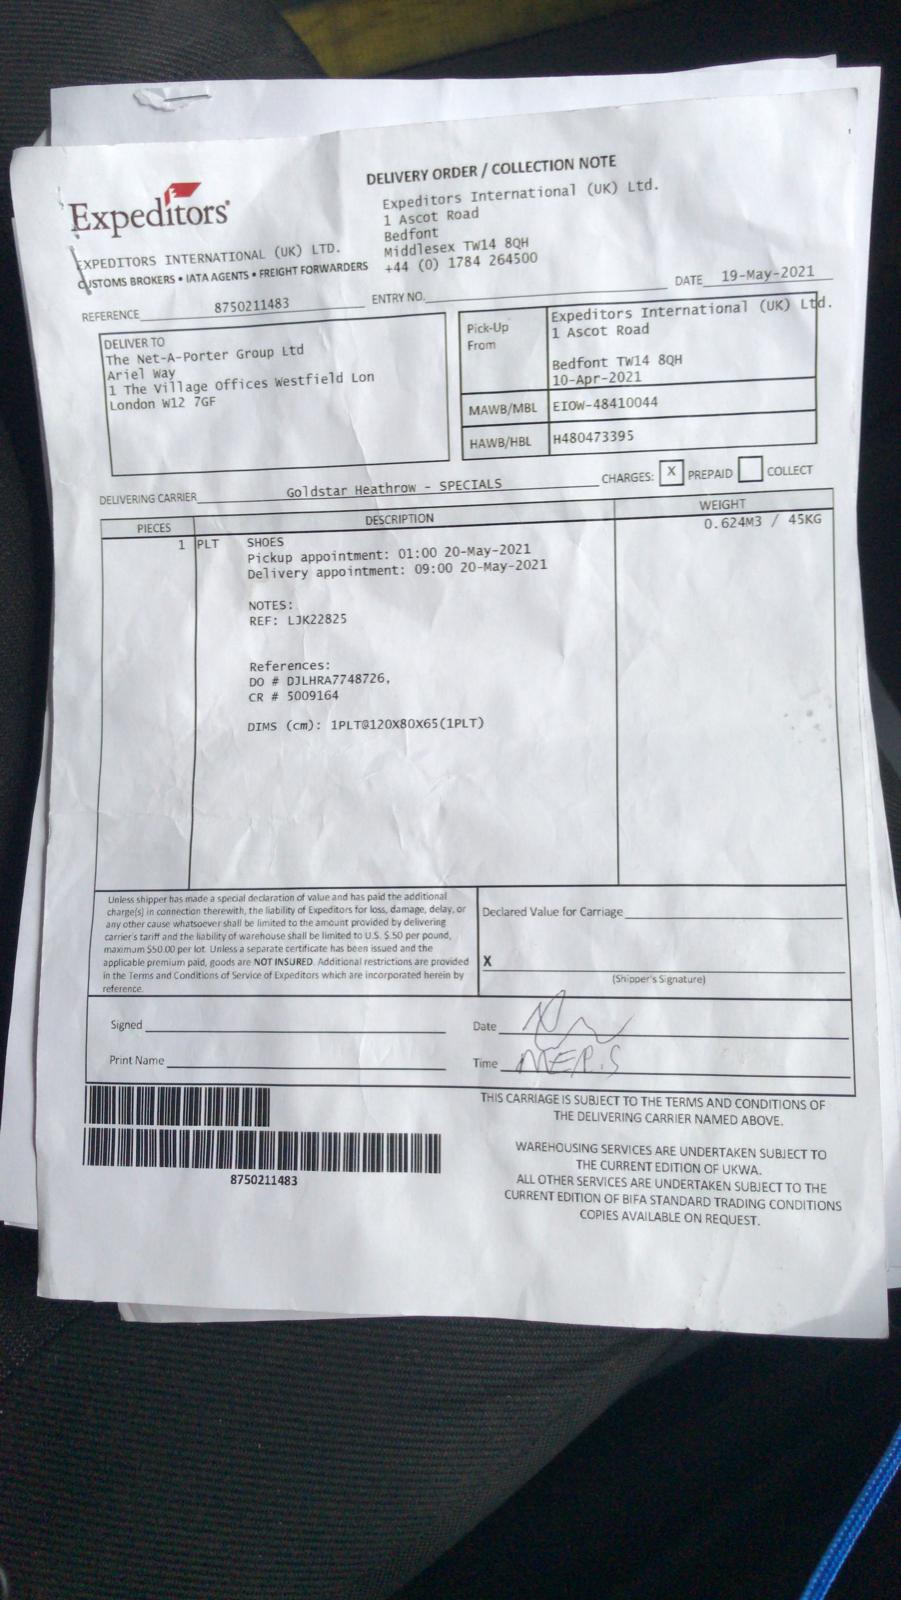 DELIVERY ORDER / COLLECTION NOTE
Expeditors
EXPEDITORS INTERNATIONAL (UK) LTD.
CUSTOMS BROKERS • IATA AGENTS • FREIGHT FORWARDERS
Expeditors International (UK) Ltd.
1 Ascot Road
Bedfont
Middlesex TW14 8QH
+44 (0) 1784 264500
DATE 19-May-2021
REFERENCE 8750211483 ENTRY NO.
DELIVER TO
The Net-A-Porter Group Ltd
Ariel Way
1 The Village Offices Westfield Lon
London W12 7GF
Pick-Up
From
Expeditors International (UK) Ltd.
1 Ascot Road
Bedfont TW14 8QH
10-Apr-2021
MAWB/MBL EIOW-48410044
HAWB/HBL H480473395
DELIVERING CARRIER Goldstar Heathrow - SPECIALS CHARGES: X PREPAID COLLECT
PIECES DESCRIPTION WEIGHT
1 PLT SHOES 0.624M3 / 45KG
Pickup appointment: 01:00 20-May-2021
Delivery appointment: 09:00 20-May-2021
NOTES:
REF: LJK22825
References:
DO # DJLHRA7748726,
CR # 5009164
DIMS (cm): 1PLT@120X80X65(1PLT)
Unless shipper has made a special declaration of value and has paid the additional
charge(s) in connection therewith, the liability of Expeditors for loss, damage, delay, or
any other cause whatsoever shall be limited to the amount provided by delivering
carrier's tariff and the liability of warehouse shall be limited to U.S. $.50 per pound,
maximum $50.00 per lot. Unless a separate certificate has been issued and the
applicable premium paid, goods are NOT INSURED. Additional restrictions are provided
in the Terms and Conditions of Service of Expeditors which are incorporated herein by
reference.
Declared Value for Carriage
X
(Shipper's Signature)
Signed Date
Print Name Time
THIS CARRIAGE IS SUBJECT TO THE TERMS AND CONDITIONS OF
THE DELIVERING CARRIER NAMED ABOVE.
WAREHOUSING SERVICES ARE UNDERTAKEN SUBJECT TO
THE CURRENT EDITION OF UKWA.
ALL OTHER SERVICES ARE UNDERTAKEN SUBJECT TO THE
CURRENT EDITION OF BIFA STANDARD TRADING CONDITIONS
COPIES AVAILABLE ON REQUEST.
8750211483